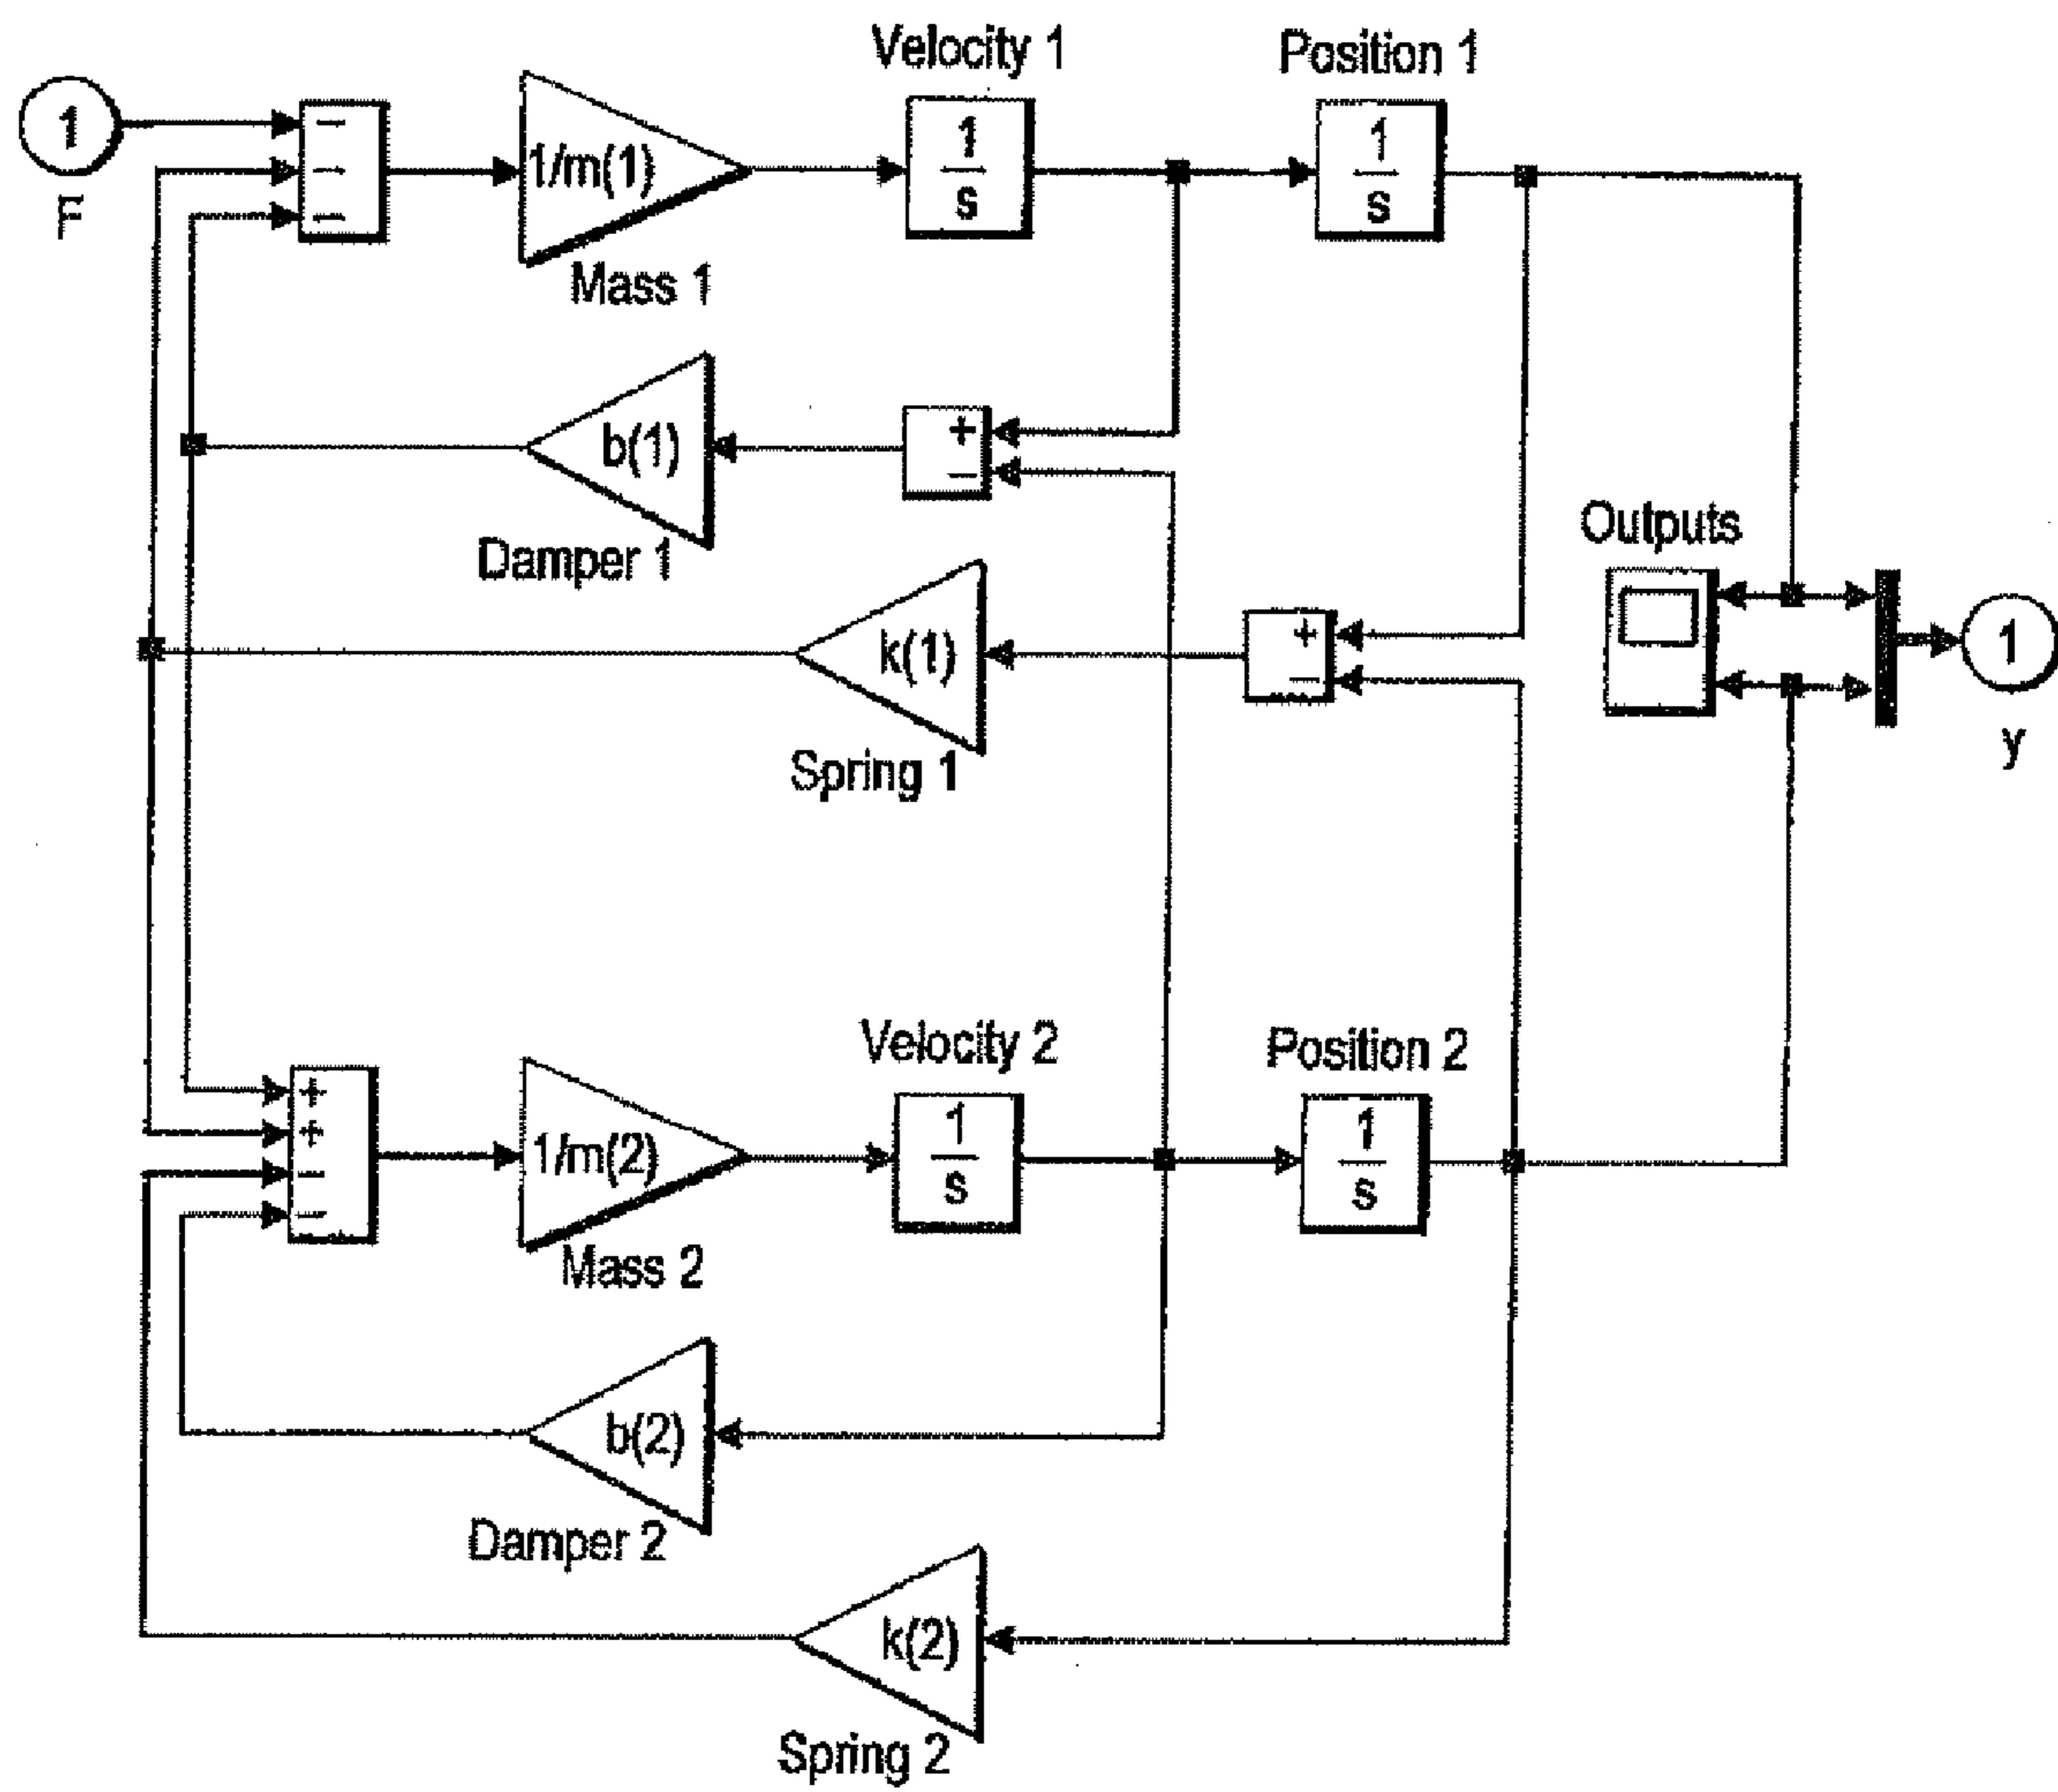 Velocity 1
Position 1
1
F
−
−
−
1/m(1)
1
s
1
s
Mass 1
b(1)
+
−
Damper 1
Outputs
k(1)
+
−
1
y
Spring 1
Velocity 2
Position 2
+
+
−
−
1/m(2)
1
s
1
s
Mass 2
b(2)
Damper 2
k(2)
Spring 2